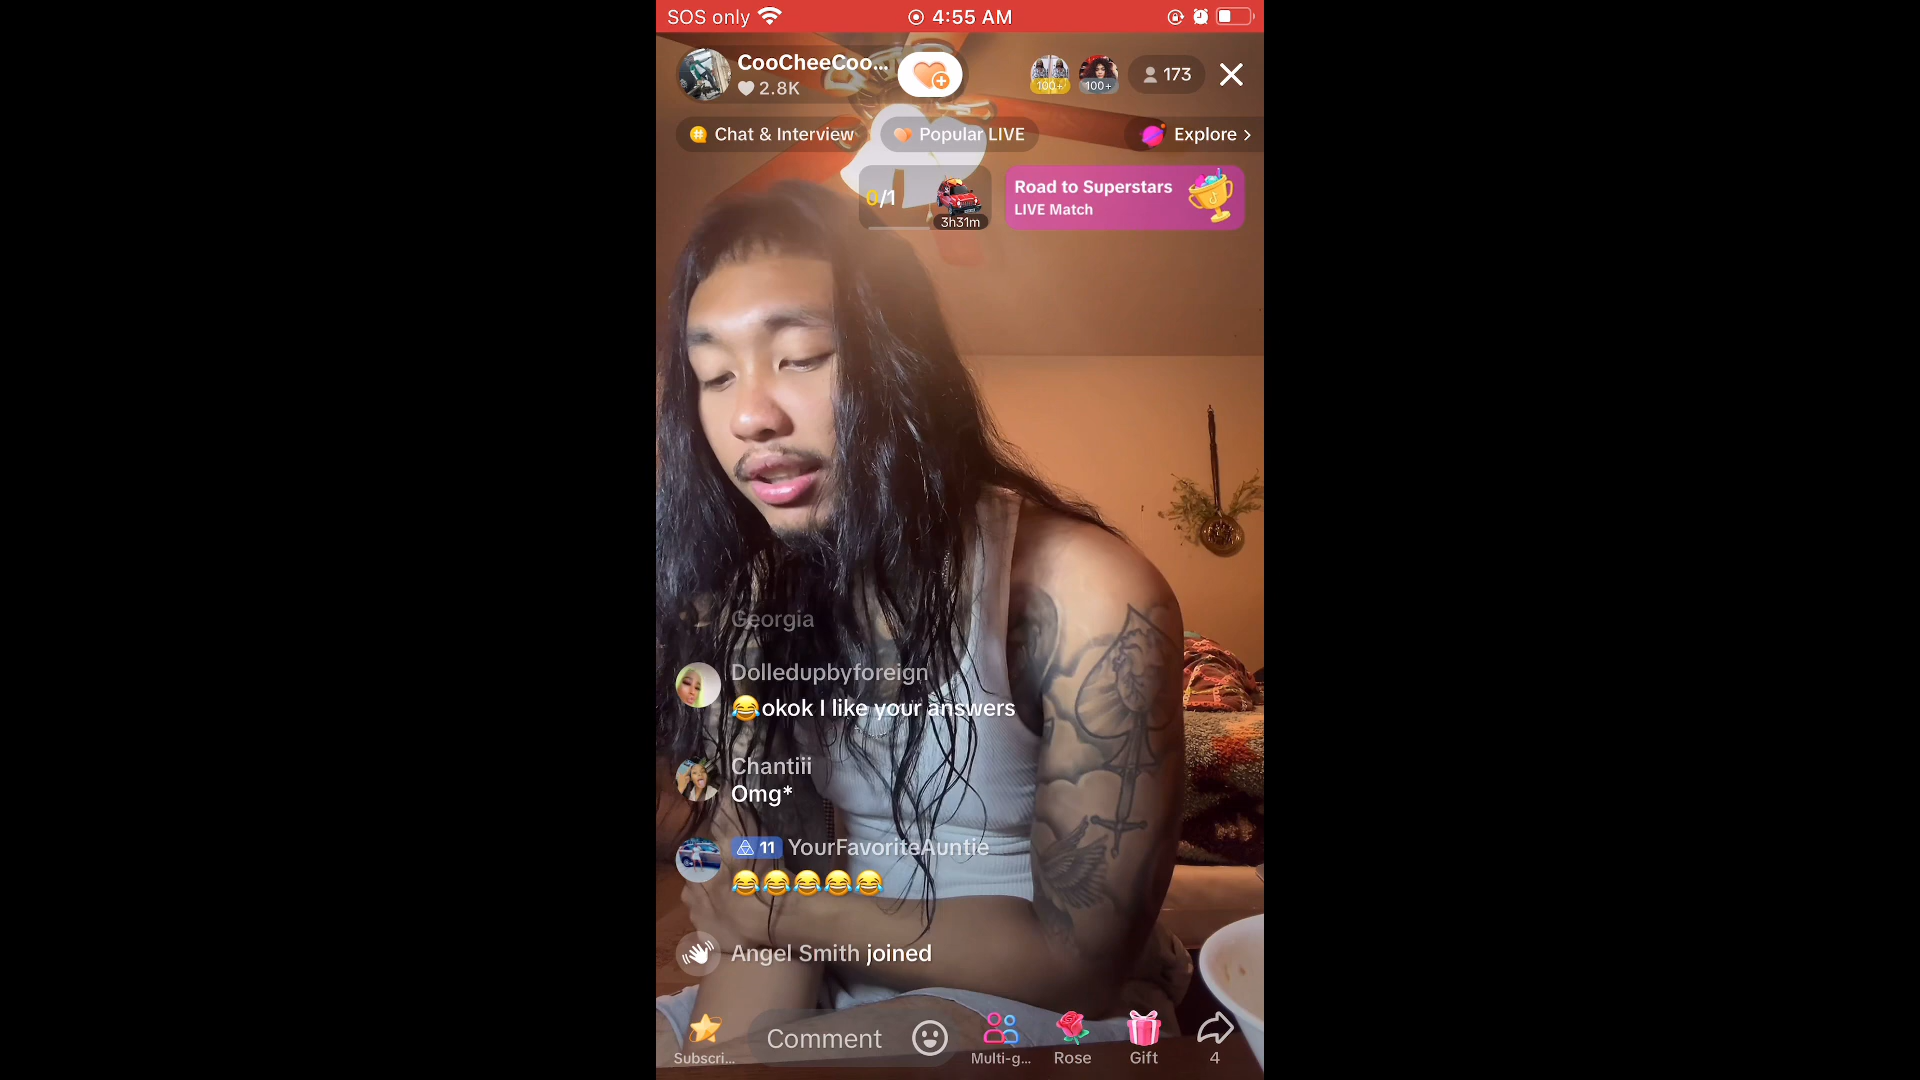 SOS only
4:55 AM
CooCheeCoo...
2.8K
100+
100+
173
Chat & Interview
Popular LIVE
Explore >
0/1
3h31m
Road to Superstars
LIVE Match
Georgia
Dolledupbyforeign
😂okok I like your answers
Chantiii
Omg*
11 YourFavoriteAuntie
😂😂😂😂😂
Angel Smith joined
Subscri...
Comment
Multi-g...
Rose
Gift
4